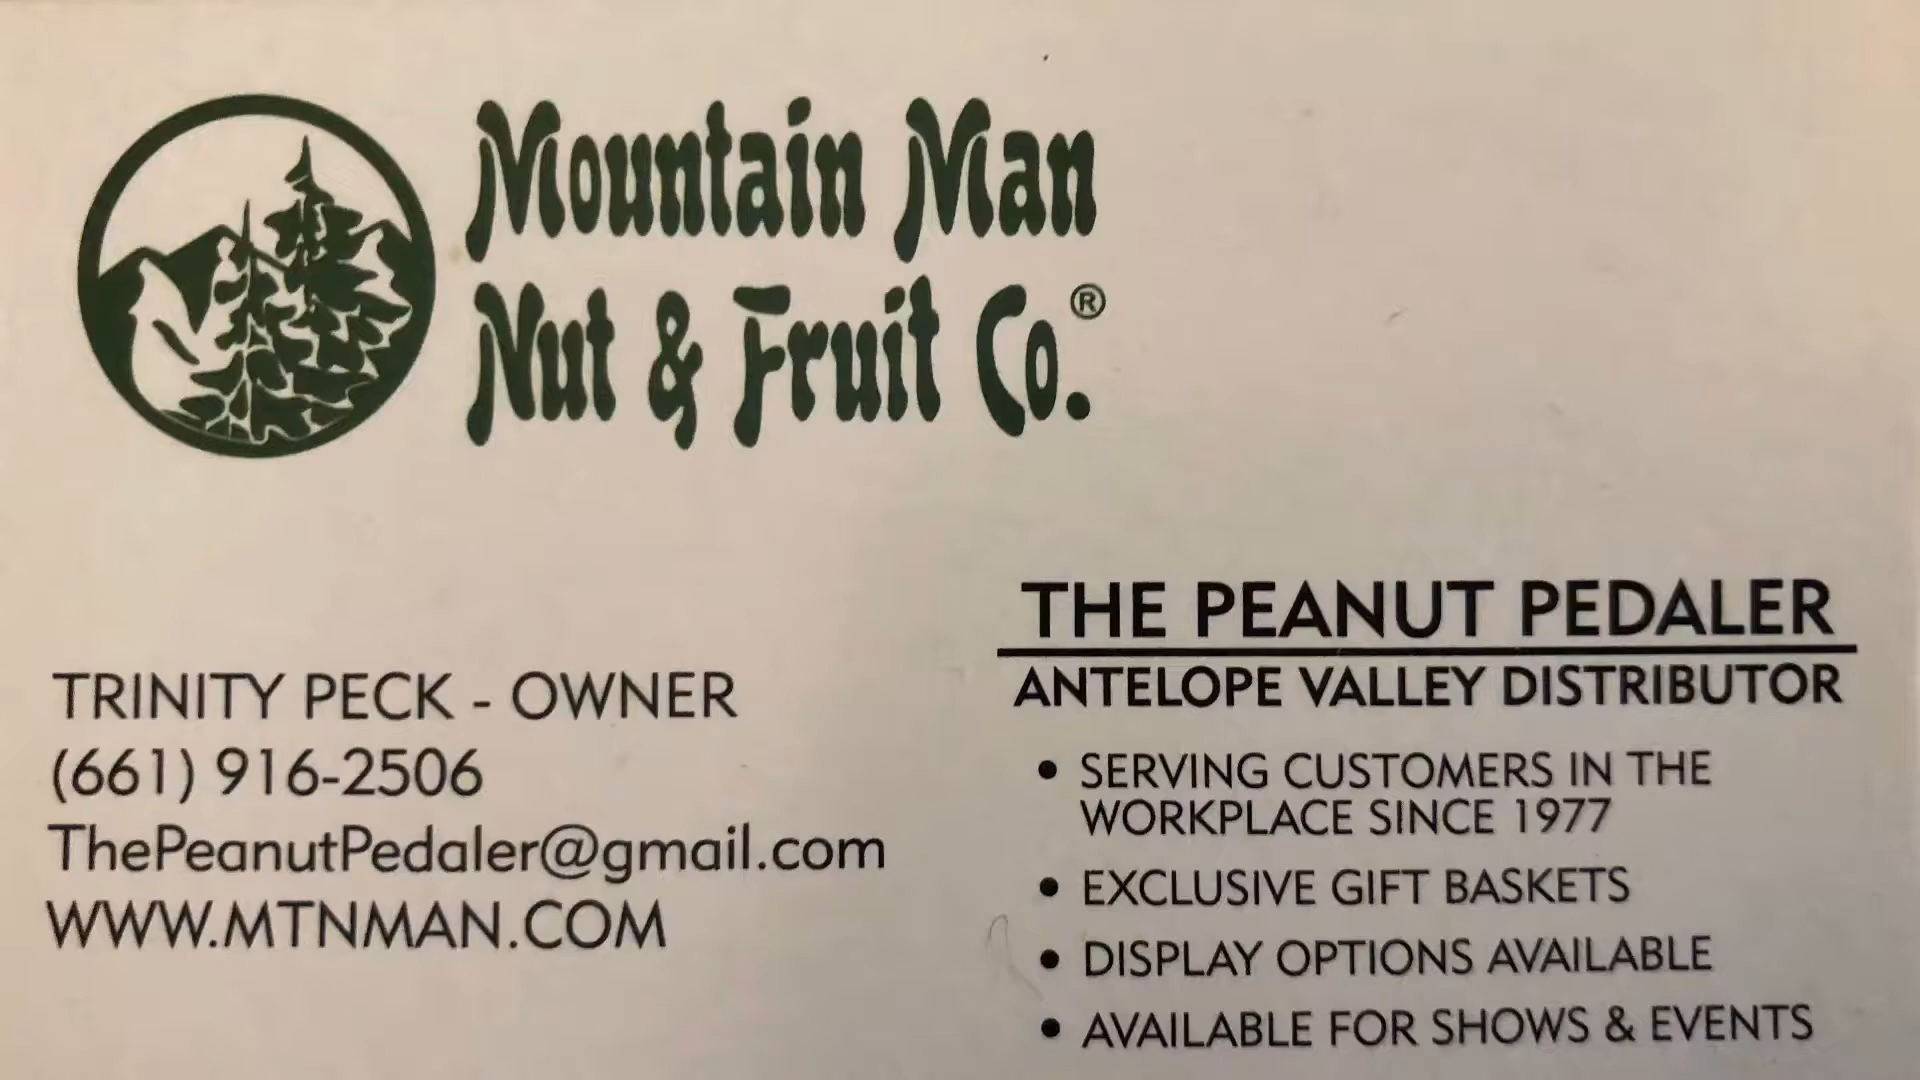 Mountain Man
Nut & Fruit Co.®
TRINITY PECK - OWNER
(661) 916-2506
ThePeanutPedaler@gmail.com
WWW.MTNMAN.COM
THE PEANUT PEDALER
ANTELOPE VALLEY DISTRIBUTOR
• SERVING CUSTOMERS IN THE
WORKPLACE SINCE 1977
• EXCLUSIVE GIFT BASKETS
• DISPLAY OPTIONS AVAILABLE
• AVAILABLE FOR SHOWS & EVENTS